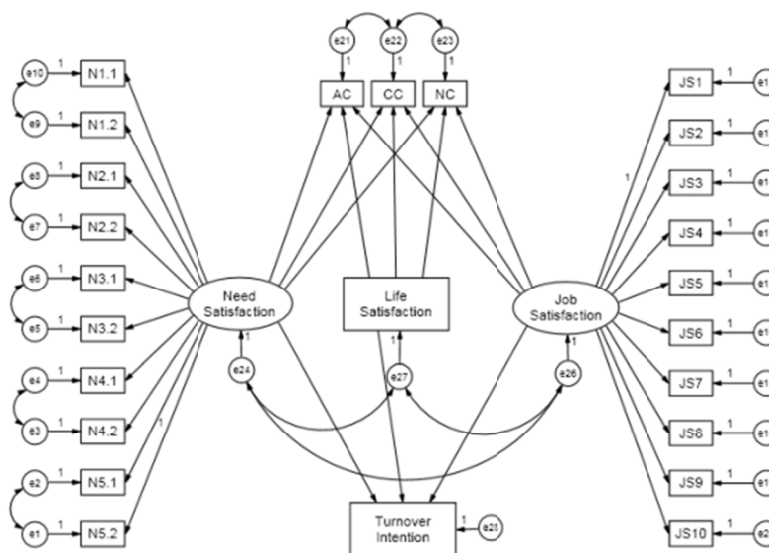 e21 e22 e23
1 1 1
AC CC NC
e10 1 N1.1
e9 1 N1.2
e8 1 N2.1
e7 1 N2.2
e6 1 N3.1
e5 1 N3.2
e4 1 N4.1
e3 1 N4.2
e2 1 N5.1
e1 1 N5.2
1
Need
Satisfaction
1
e24
Life
Satisfaction
1
e27
Job
Satisfaction
1
e26
1
JS1 1
JS2 1
JS3 1
JS4 1
JS5 1
JS6 1
JS7 1
JS8 1
JS9 1
JS10 1
Turnover
Intention
1